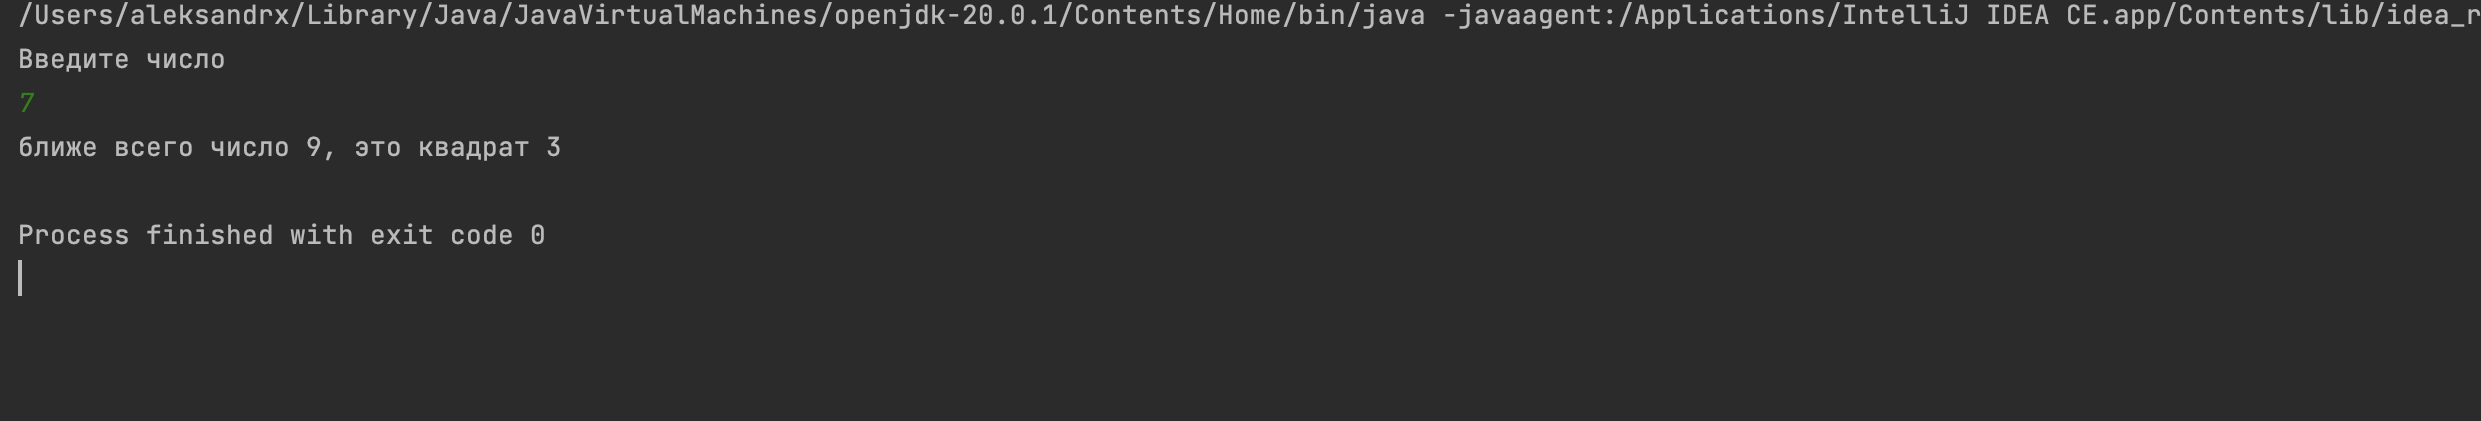 /Users/aleksandrx/Library/Java/JavaVirtualMachines/openjdk-20.0.1/Contents/Home/bin/java -javaagent:/Applications/IntelliJ IDEA CE.app/Contents/lib/idea_r
Введите число
7
ближе всего число 9, это квадрат 3
Process finished with exit code 0